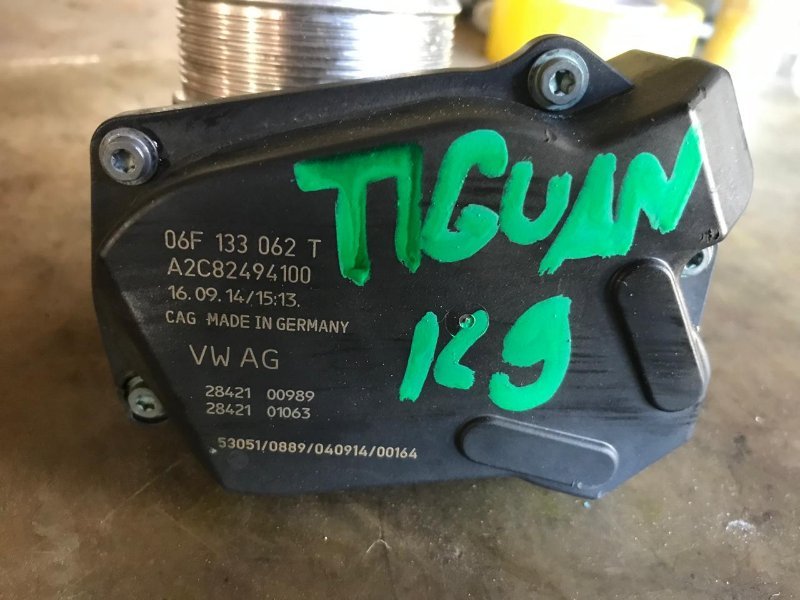 TIGUAN
K9
06F 133 062 T
A2C82494100
16.09.14/15:13.
CAG MADE IN GERMANY
VW AG
28421 00989
28421 01063
53051/0889/040914/00164